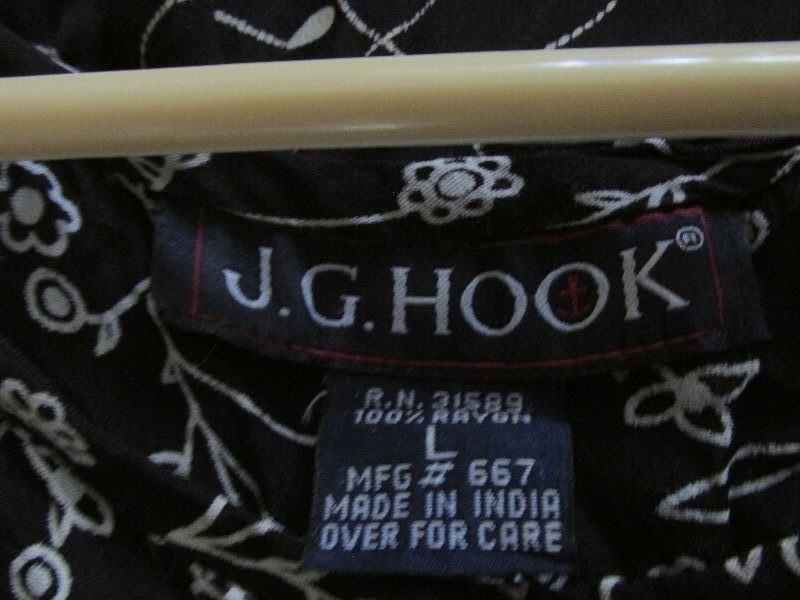 J.G.HOOK®
R.N. 31589
100% RAYON
L
MFG # 667
MADE IN INDIA
OVER FOR CARE